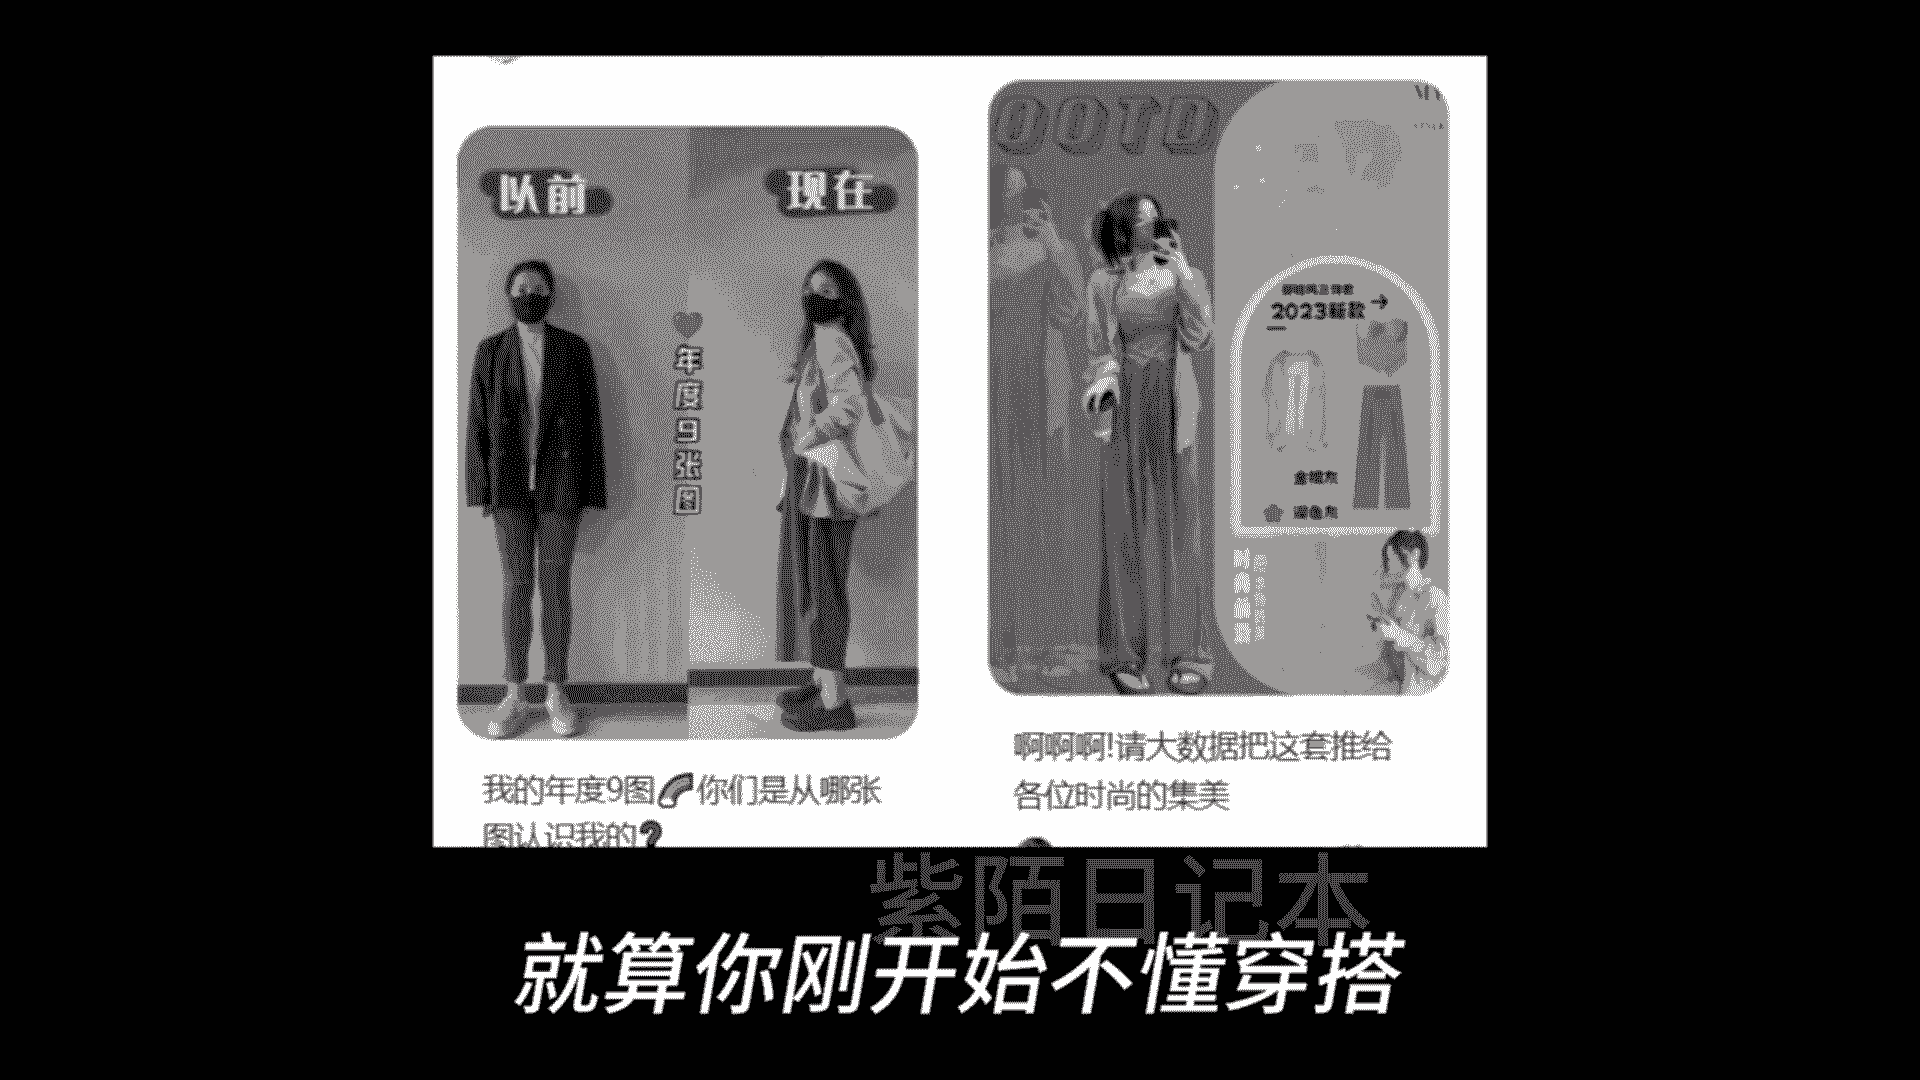 以前
现在
年度9张图
我的年度9图🌈你们是从哪张
图认识我的❓
OOTD
2023新款
啊啊啊!请大数据把这套推给
各位时尚的集美
紫陌日记本
就算你刚开始不懂穿搭